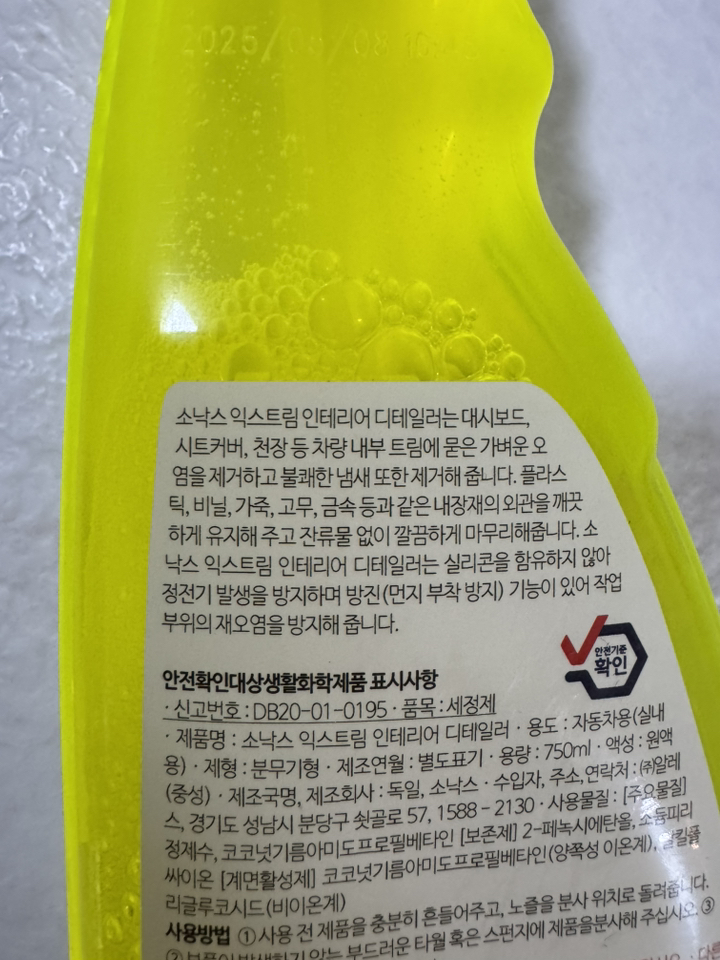 2025/08/08 10:
소낙스 익스트림 인테리어 디테일러는 대시보드,
시트커버, 천장 등 차량 내부 트림에 묻은 가벼운 오
염을 제거하고 불쾌한 냄새 또한 제거해 줍니다. 플라스
틱, 비닐, 가죽, 고무, 금속 등과 같은 내장재의 외관을 깨끗
하게 유지해 주고 잔류물 없이 깔끔하게 마무리해줍니다. 소
낙스 익스트림 인테리어 디테일러는 실리콘을 함유하지 않아
정전기 발생을 방지하며 방진(먼지 부착 방지) 기능이 있어 작업
부위의 재오염을 방지해 줍니다.
안전기준
확인
안전확인대상생활화학제품 표시사항
· 신고번호 : DB20-01-0195 · 품목 : 세정제
· 제품명 : 소낙스 익스트림 인테리어 디테일러 · 용도 : 자동차용(실내
용) · 제형 : 분무기형 · 제조연월 : 별도표기 · 용량 : 750ml · 액성 : 원액
(중성) · 제조국명, 제조회사 : 독일, 소낙스 · 수입자, 주소, 연락처 : ㈜알레
스, 경기도 성남시 분당구 쇳골로 57, 1588 – 2130 · 사용물질 : [주요물질]
정제수, 코코넛기름아미도프로필베타인 [보존제] 2-페녹시에탄올, 소듐피리
싸이온 [계면활성제] 코코넛기름아미도프로필베타인(양쪽성 이온계), 알킬폴
리글루코시드(비이온계)
사용방법 ① 사용 전 제품을 충분히 흔들어주고, 노즐을 분사 위치로 돌려줍니다.
② 보풀이 발생하지 않는 부드러운 타월 혹은 스펀지에 제품을분사해 주십시오. ③